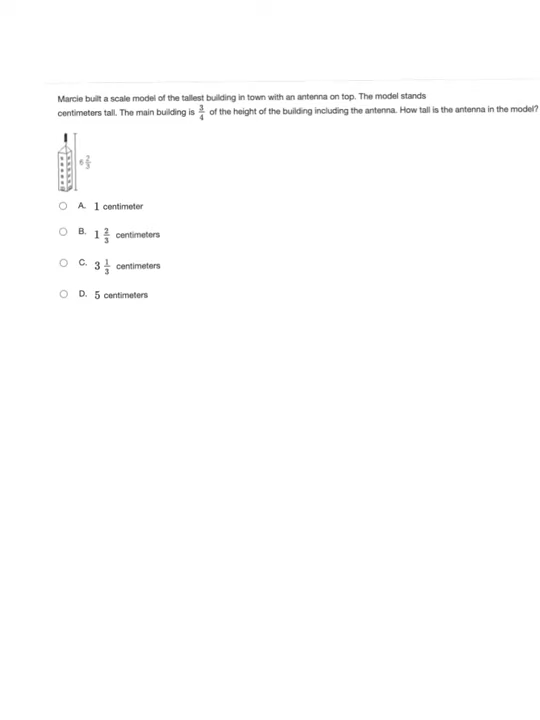 Marcie built a scale model of the tallest building in town with an antenna on top. The model stands
centimeters tall. The main building is 3/4 of the height of the building including the antenna. How tall is the antenna in the model?
6 2/3
A. 1 centimeter
B. 1 2/3 centimeters
C. 3 1/3 centimeters
D. 5 centimeters